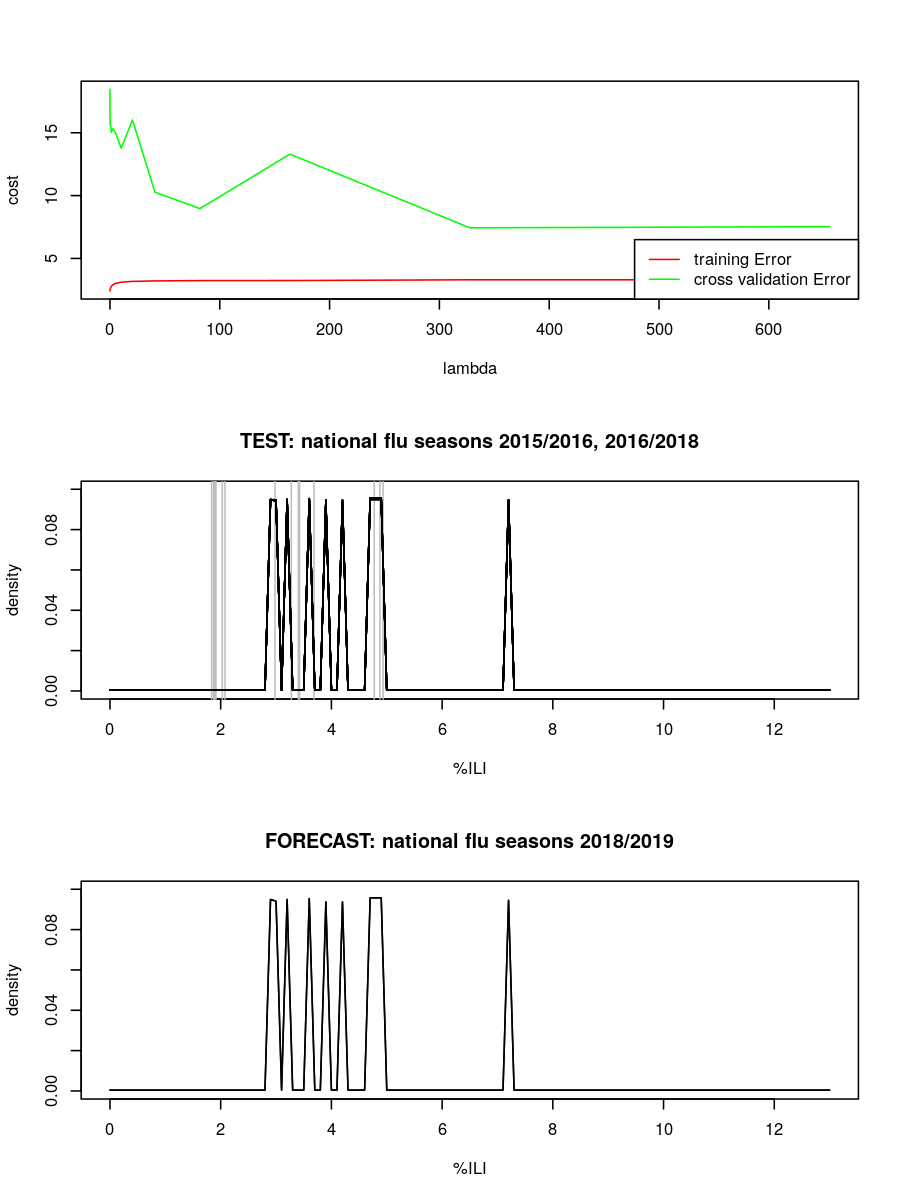 cost
15
10
5
training Error
cross validation Error
0 100 200 300 400 500 600
lambda
TEST: national flu seasons 2015/2016, 2016/2018
density
0.08
0.04
0.00
0 2 4 6 8 10 12
%ILI
FORECAST: national flu seasons 2018/2019
density
0.08
0.04
0.00
0 2 4 6 8 10 12
%ILI